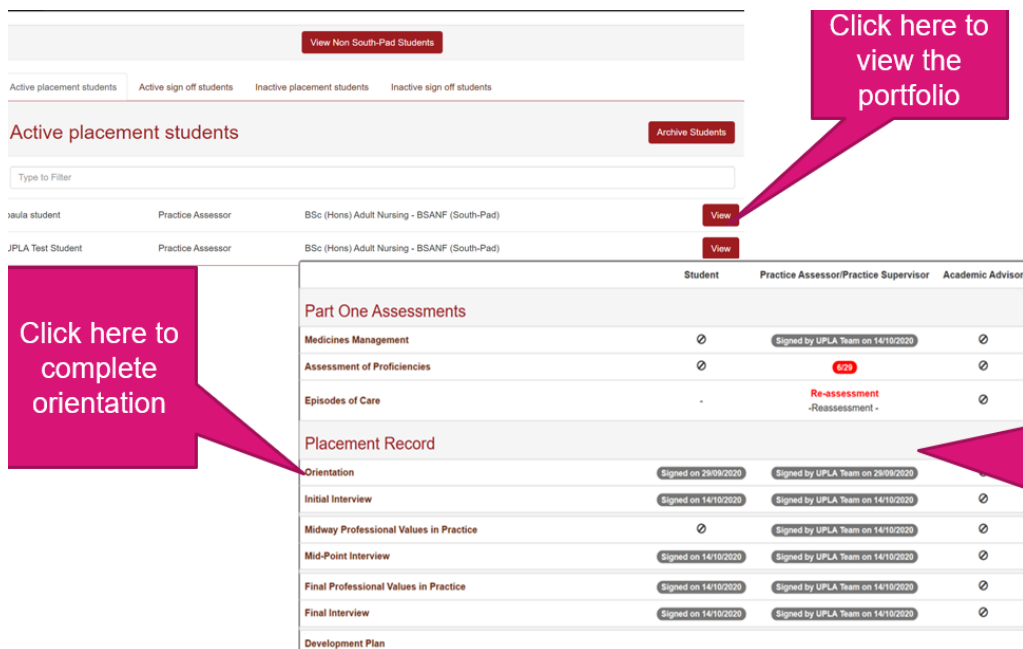 View Non South-Pad Students
Click here to
view the
portfolio
Active placement students Active sign off students Inactive placement students Inactive sign off students
Active placement students Archive Students
Type to Filter
paula student Practice Assessor BSc (Hons) Adult Nursing - BSANF (South-Pad) View
UPLA Test Student Practice Assessor BSc (Hons) Adult Nursing - BSANF (South-Pad) View
Click here to
complete
orientation
Student Practice Assessor/Practice Supervisor Academic Advisor
Part One Assessments
Medicines Management Signed by UPLA Team on 14/10/2020
Assessment of Proficiencies 6/29
Episodes of Care - Re-assessment
-Reassessment -
Placement Record
Orientation Signed on 29/09/2020 Signed by UPLA Team on 29/09/2020
Initial Interview Signed on 14/10/2020 Signed by UPLA Team on 14/10/2020
Midway Professional Values in Practice Signed by UPLA Team on 14/10/2020
Mid-Point Interview Signed on 14/10/2020 Signed by UPLA Team on 14/10/2020
Final Professional Values in Practice Signed on 14/10/2020 Signed by UPLA Team on 14/10/2020
Final Interview Signed on 14/10/2020 Signed by UPLA Team on 14/10/2020
Development Plan